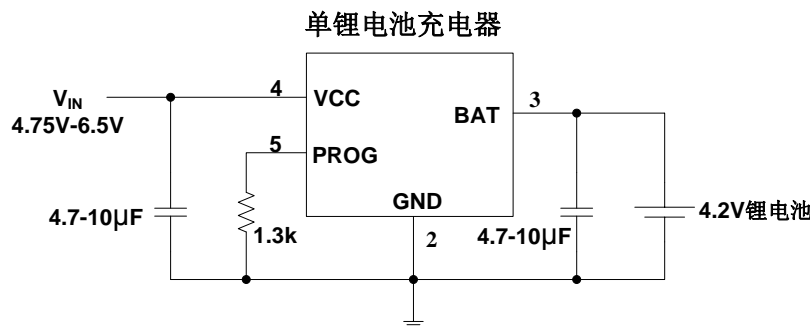 单锂电池充电器
4
VCC
VIN
4.75V-6.5V
BAT
3
5
PROG
GND
4.7-10μF
1.3k
2
4.7-10μF
4.2V锂电池